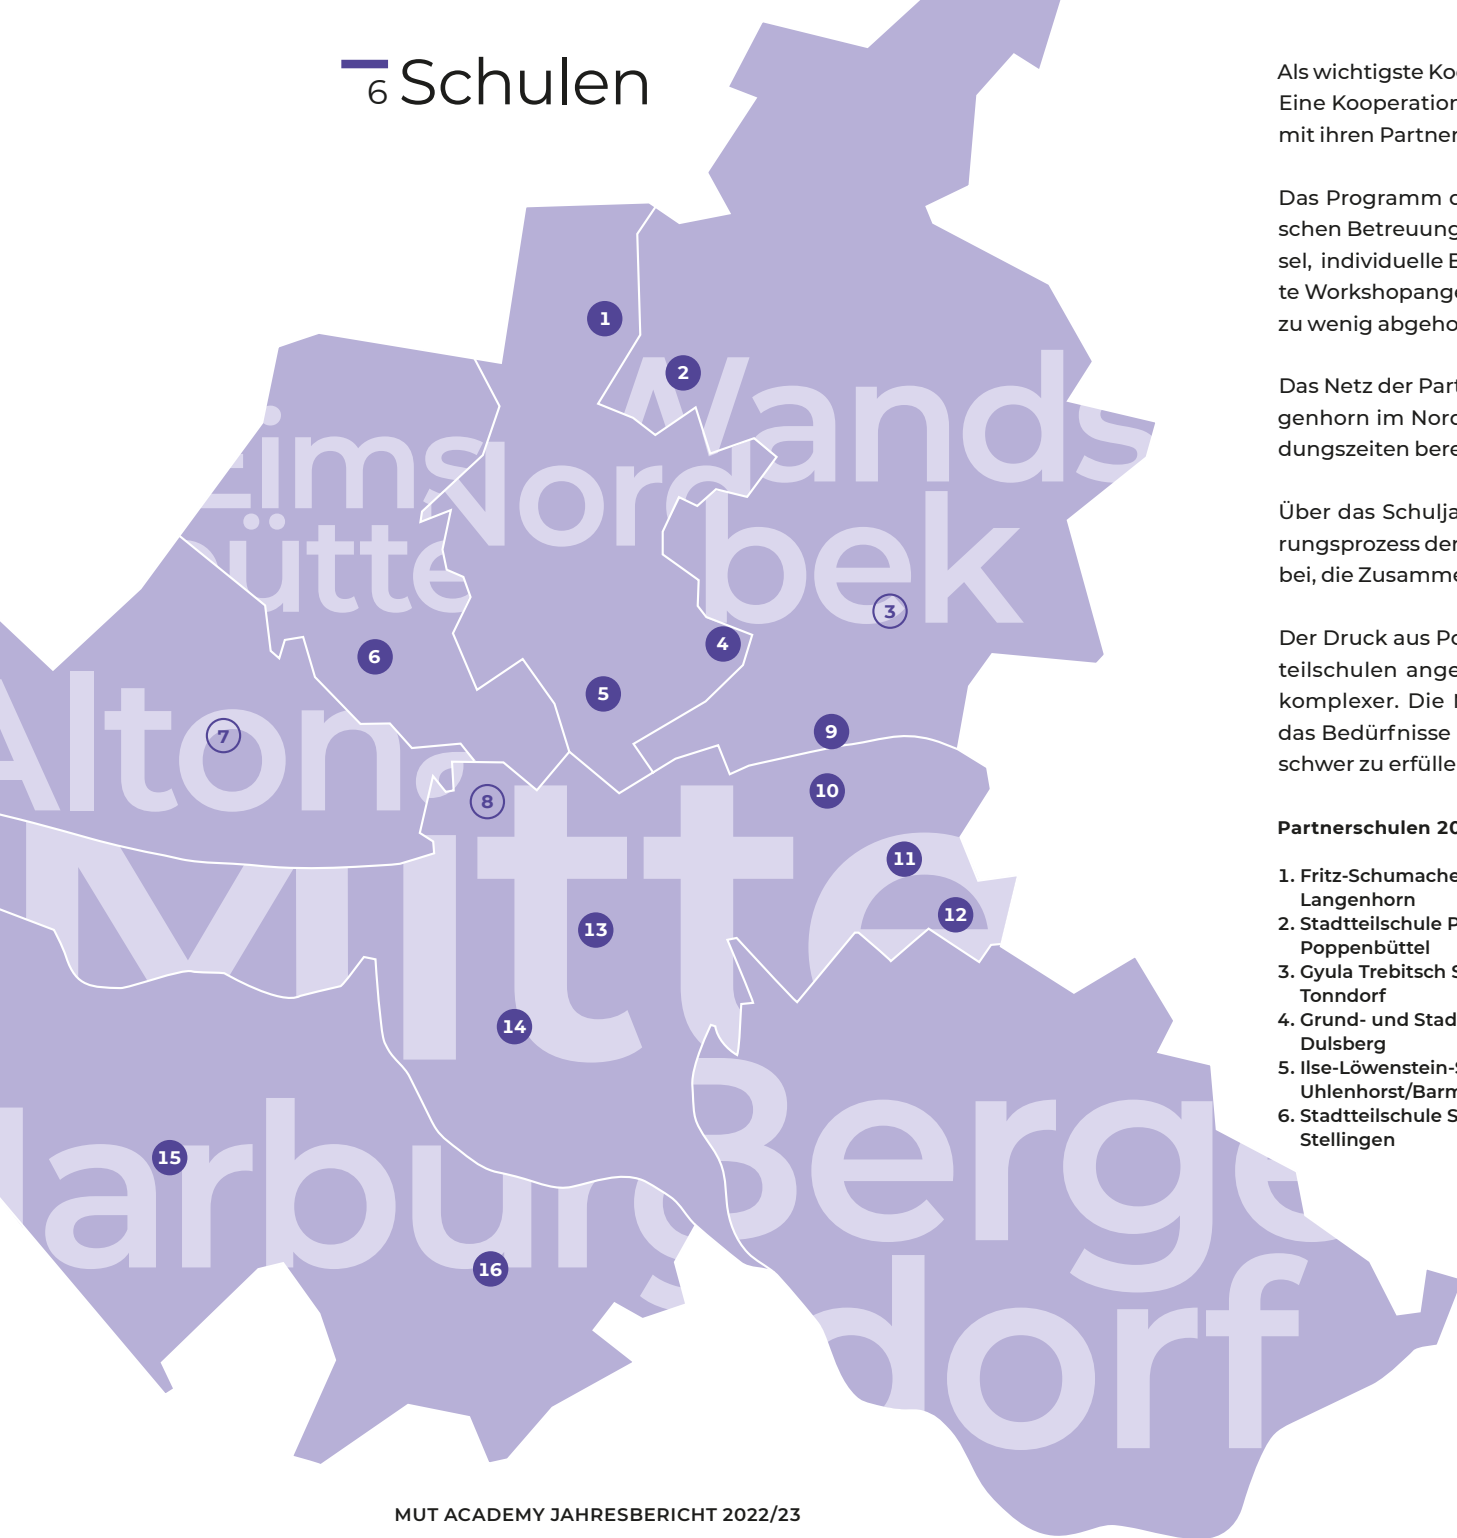 6 Schulen
Eims
bütte
Nord
Wands
bek
Altona
Mitte
Harburg
Berge
dorf
1
2
3
4
5
6
7
8
9
10
11
12
13
14
15
16
Als wichtigste Ko
Eine Kooperation
mit ihren Partner
Das Programm d
schen Betreuung
sel, individuelle B
te Workshopange
zu wenig abgeho
Das Netz der Part
genhorn im Nord
dungszeiten bere
Über das Schulja
rungsprozess der
bei, die Zusamme
Der Druck aus Po
teilschulen ange
komplexer. Die
das Bedürfnisse
schwer zu erfülle
Partnerschulen 20
1. Fritz-Schumache
Langenhorn
2. Stadtteilschule P
Poppenbüttel
3. Gyula Trebitsch S
Tonndorf
4. Grund- und Stad
Dulsberg
5. Ilse-Löwenstein-S
Uhlenhorst/Barm
6. Stadtteilschule S
Stellingen
MUT ACADEMY JAHRESBERICHT 2022/23